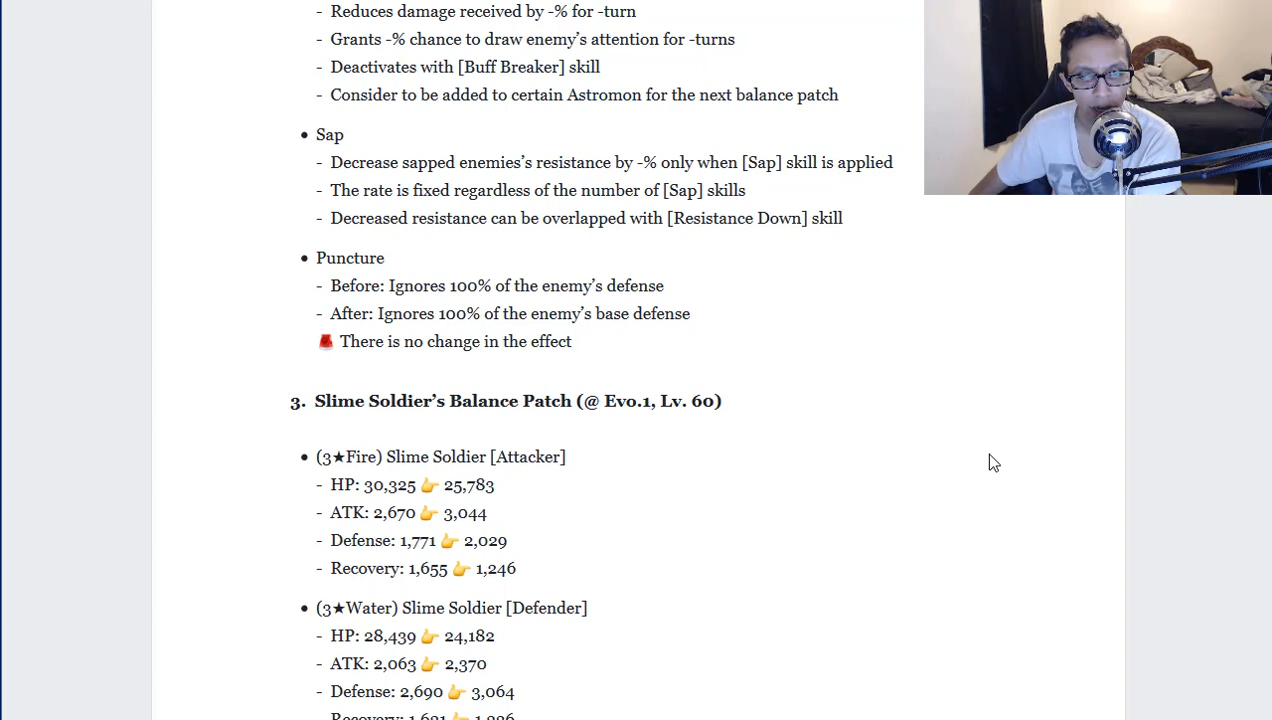 - Reduces damage received by -% for -turn
- Grants -% chance to draw enemy’s attention for -turns
- Deactivates with [Buff Breaker] skill
- Consider to be added to certain Astromon for the next balance patch
• Sap
- Decrease sapped enemies’s resistance by -% only when [Sap] skill is applied
- The rate is fixed regardless of the number of [Sap] skills
- Decreased resistance can be overlapped with [Resistance Down] skill
• Puncture
- Before: Ignores 100% of the enemy’s defense
- After: Ignores 100% of the enemy’s base defense
🚨 There is no change in the effect
3. Slime Soldier’s Balance Patch (@ Evo.1, Lv. 60)
• (3★Fire) Slime Soldier [Attacker]
- HP: 30,325 👉 25,783
- ATK: 2,670 👉 3,044
- Defense: 1,771 👉 2,029
- Recovery: 1,655 👉 1,246
• (3★Water) Slime Soldier [Defender]
- HP: 28,439 👉 24,182
- ATK: 2,063 👉 2,370
- Defense: 2,690 👉 3,064
- Recovery: